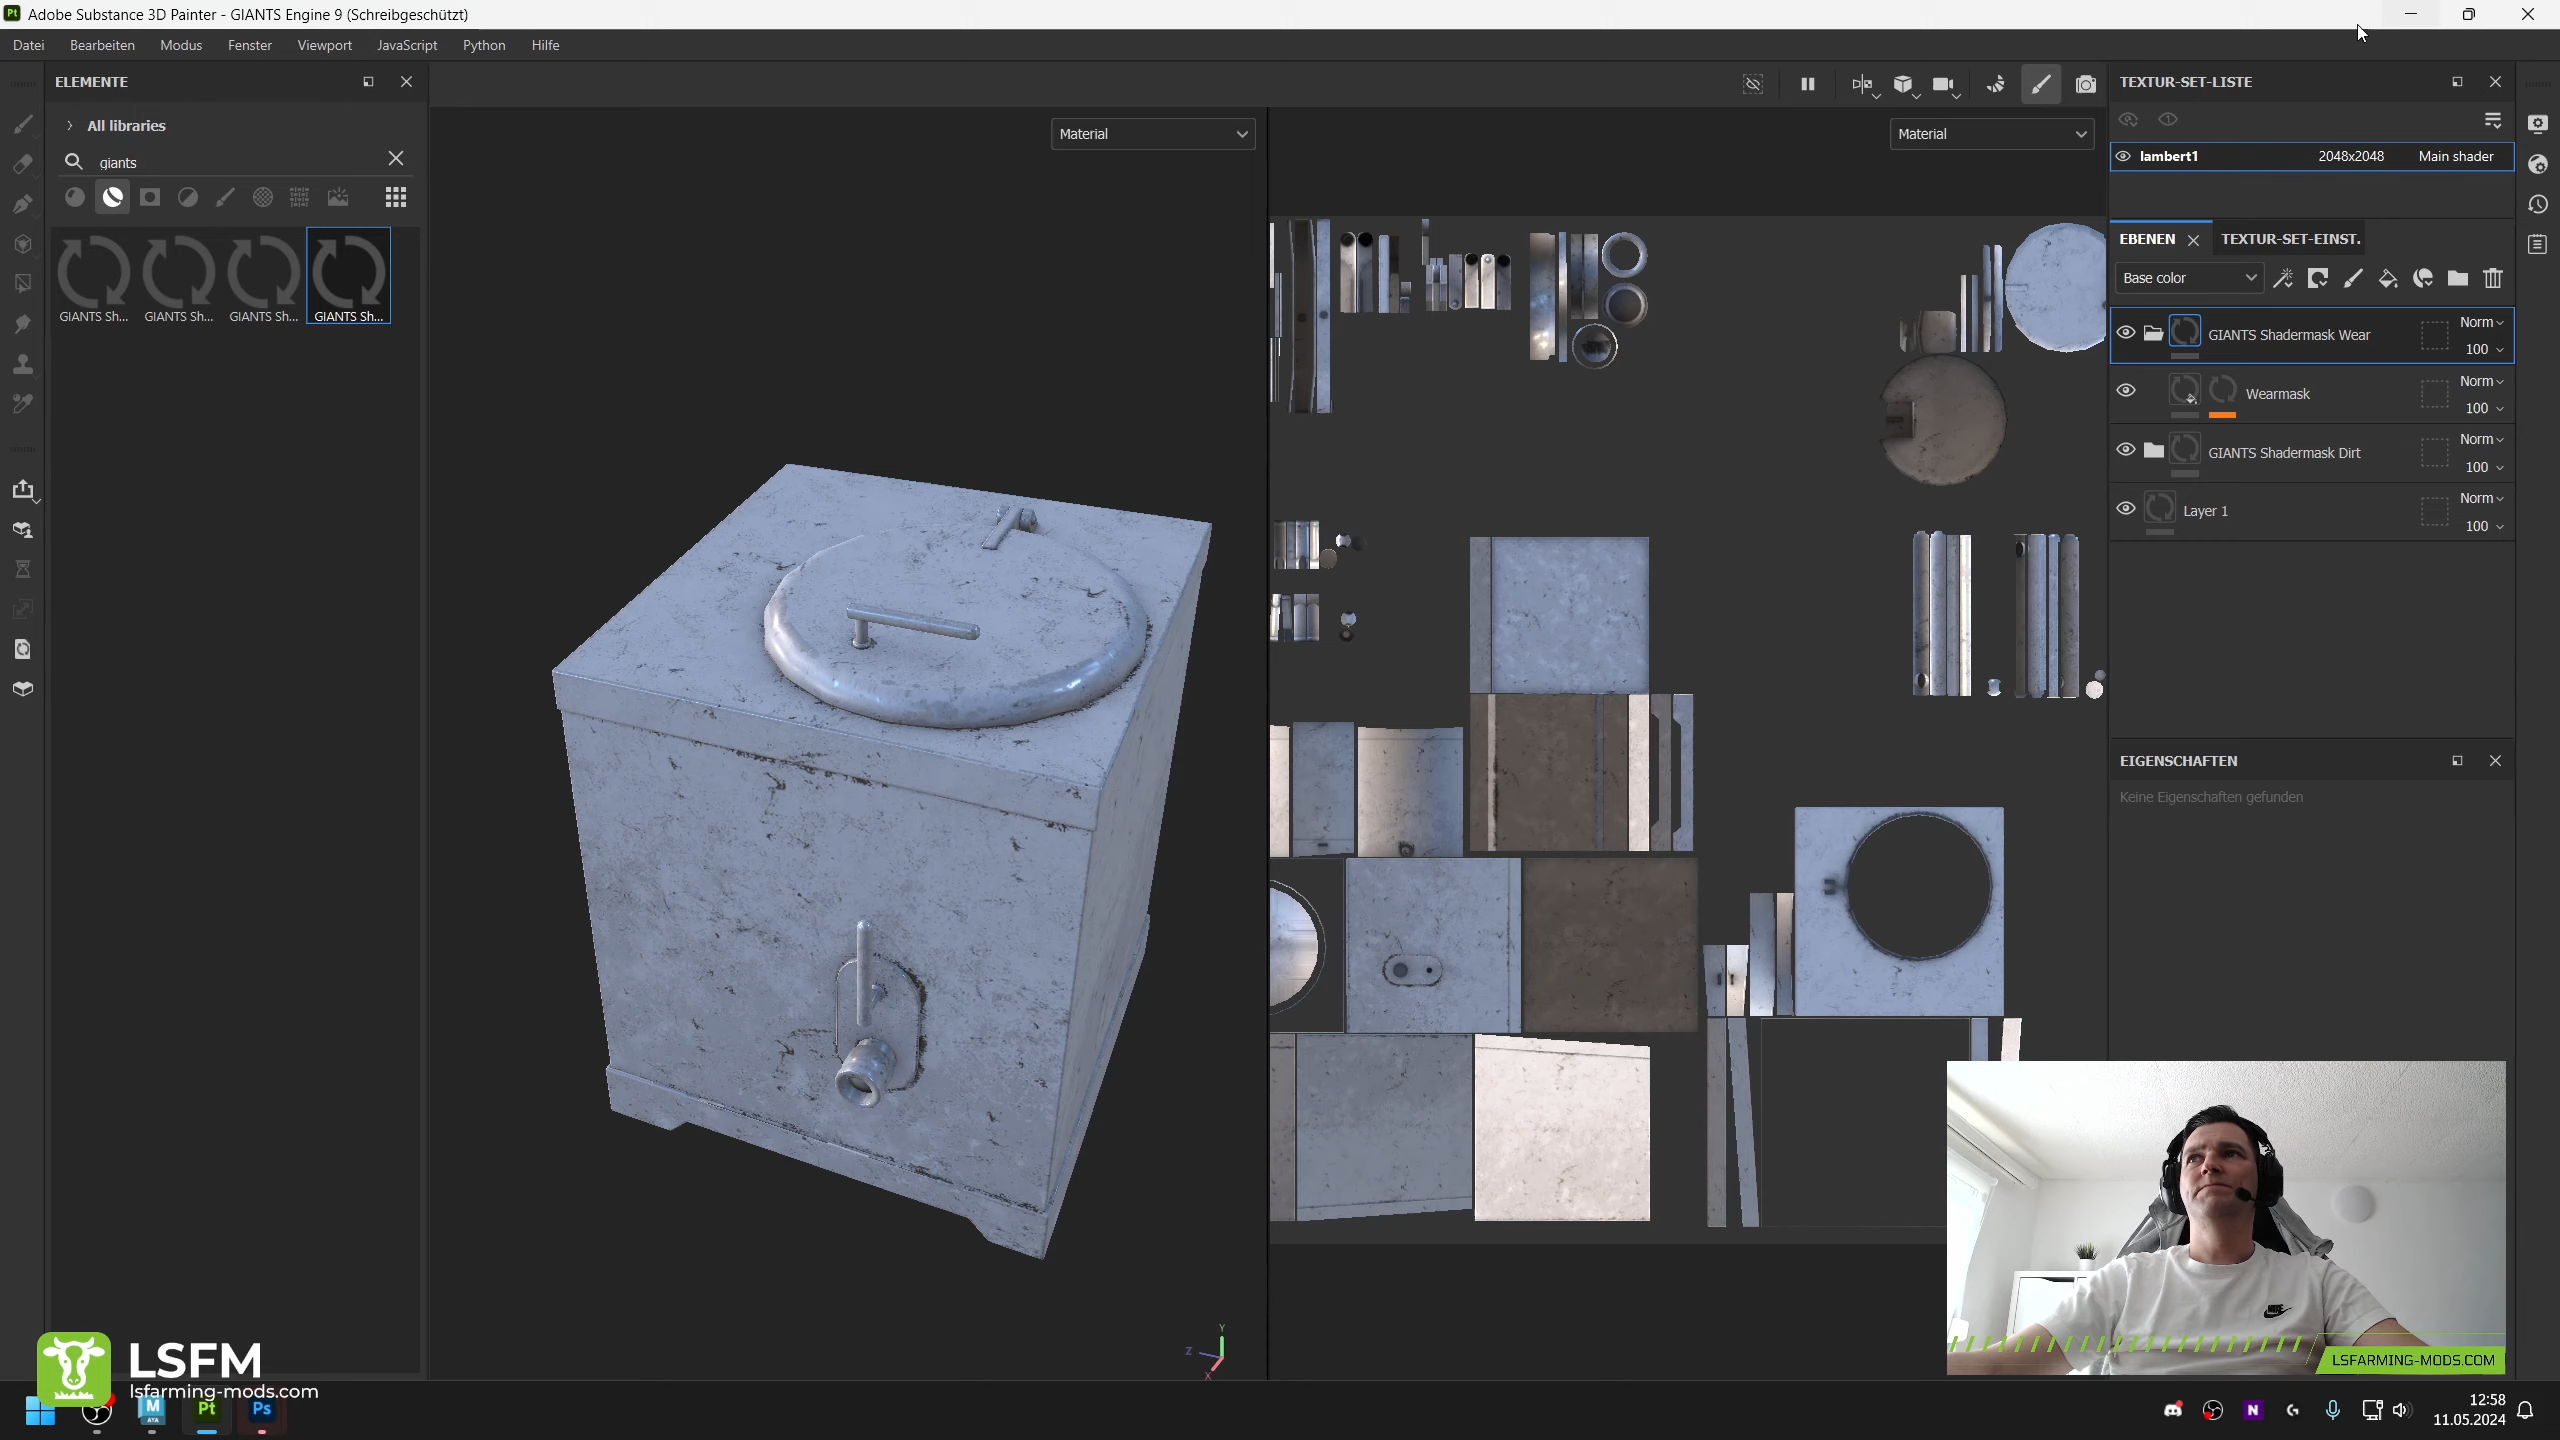 Pt Adobe Substance 3D Painter - GIANTS Engine 9 (Schreibgeschützt)
Datei Bearbeiten Modus Fenster Viewport JavaScript Python Hilfe
ELEMENTE
All libraries
giants
GIANTS Sh... GIANTS Sh... GIANTS Sh... GIANTS Sh...
Material
Material
TEXTUR-SET-LISTE
lambert1 2048x2048 Main shader
EBENEN TEXTUR-SET-EINST.
Base color
GIANTS Shadermask Wear Norm 100
Wearmask Norm 100
GIANTS Shadermask Dirt Norm 100
Layer 1 Norm 100
EIGENSCHAFTEN
Keine Eigenschaften gefunden
Y
Z
X
LSFM
lsfarming-mods.com
LSFARMING-MODS.COM
M
AYA
Pt
Ps
N
12:58
11.05.2024